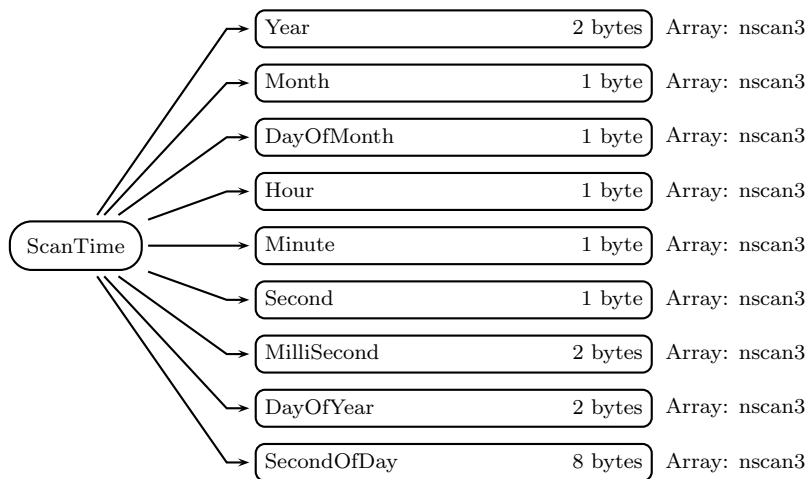 Year 2 bytes Array: nscan3
Month 1 byte Array: nscan3
DayOfMonth 1 byte Array: nscan3
Hour 1 byte Array: nscan3
ScanTime Minute 1 byte Array: nscan3
Second 1 byte Array: nscan3
MilliSecond 2 bytes Array: nscan3
DayOfYear 2 bytes Array: nscan3
SecondOfDay 8 bytes Array: nscan3